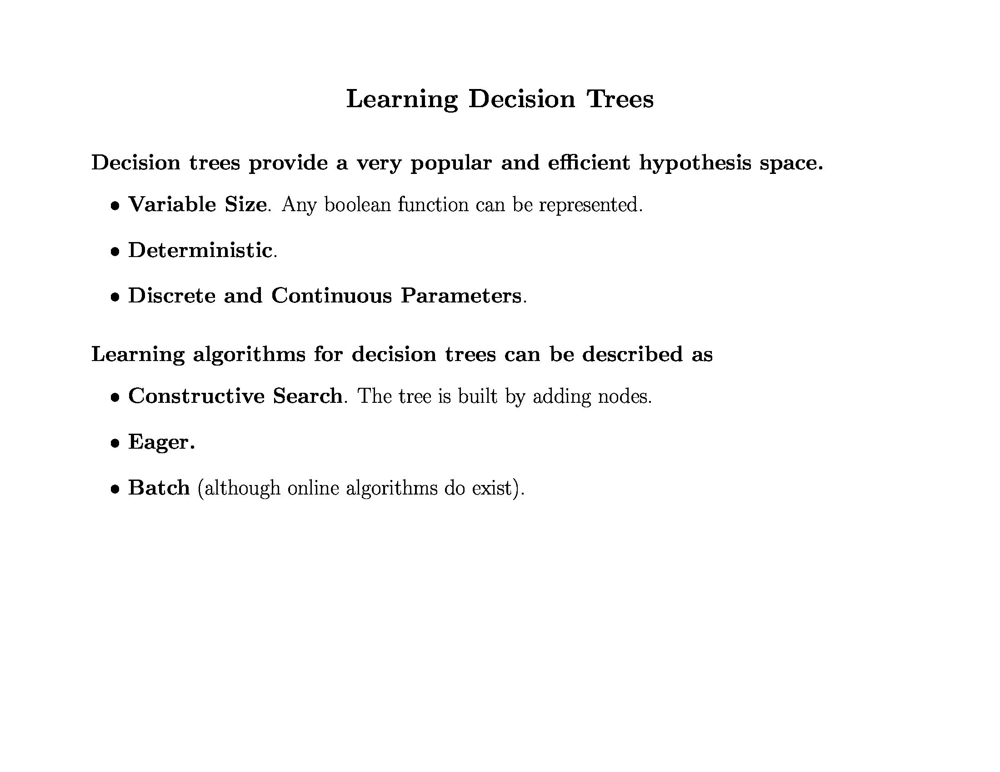 Learning Decision Trees
Decision trees provide a very popular and efficient hypothesis space.
• Variable Size. Any boolean function can be represented.
• Deterministic.
• Discrete and Continuous Parameters.
Learning algorithms for decision trees can be described as
• Constructive Search. The tree is built by adding nodes.
• Eager.
• Batch (although online algorithms do exist).